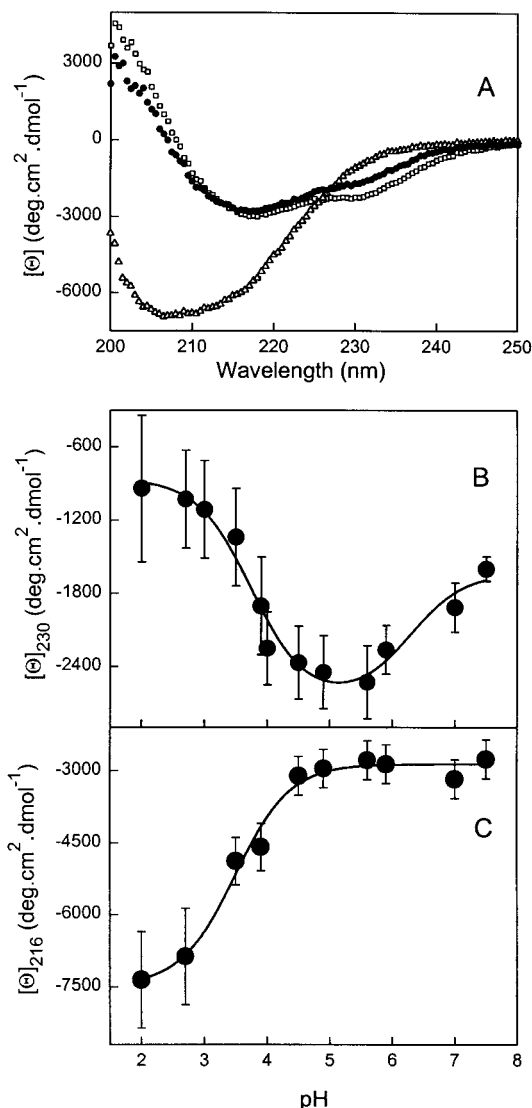 A
3000
0
-3000
-6000
[Θ] (deg.cm².dmol⁻¹)
200 210 220 230 240 250
Wavelength (nm)
B
-600
-1200
-1800
-2400
[Θ]₂₃₀ (deg.cm².dmol⁻¹)
C
-3000
-4500
-6000
-7500
[Θ]₂₁₆ (deg.cm².dmol⁻¹)
2 3 4 5 6 7 8
pH